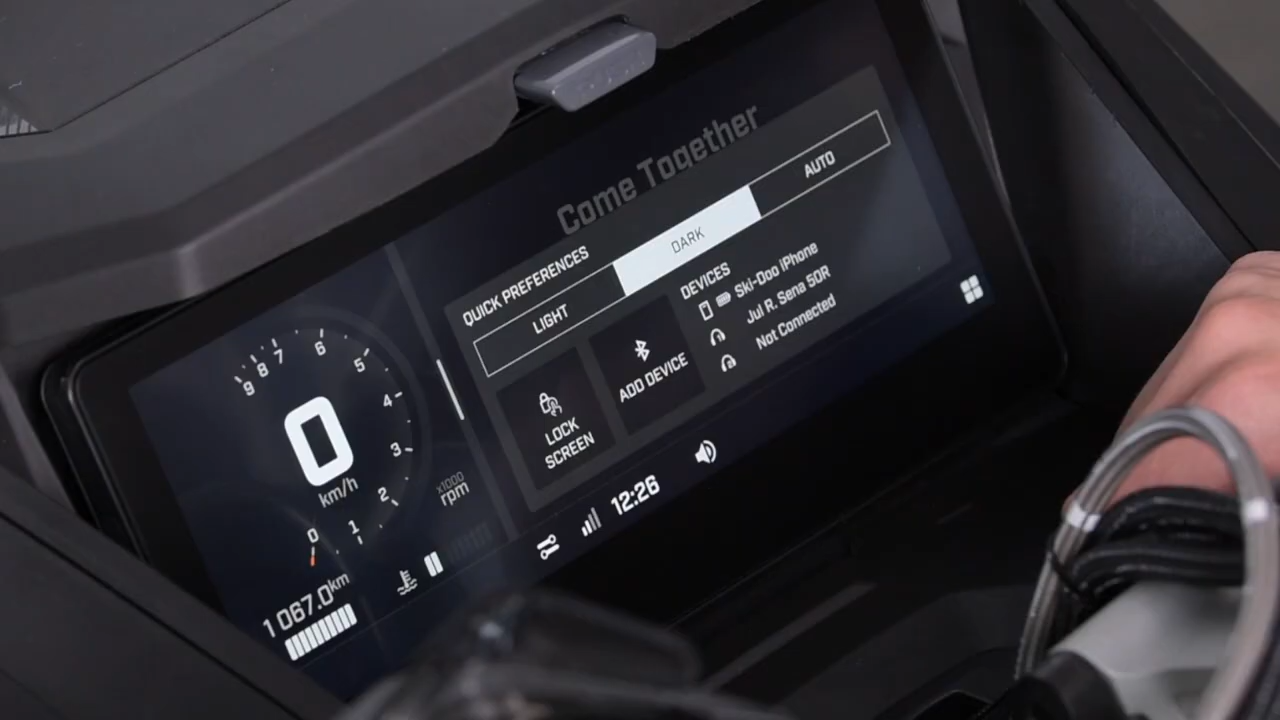 Come Together
QUICK PREFERENCES
LIGHT
DARK
AUTO
LOCK
SCREEN
ADD DEVICE
DEVICES
Ski-Doo iPhone
Jul R. Sena 50R
Not Connected
12:26
9
8
7
6
5
4
3
2
1
0
0
km/h
x1000
rpm
1 067.0km